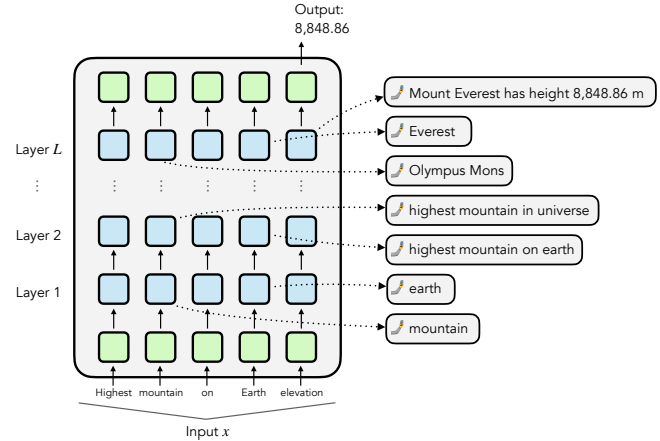 Output:
8,848.86
Mount Everest has height 8,848.86 m
Everest
Layer L
Olympus Mons
⋮ ⋮ ⋮ ⋮ ⋮ ⋮
highest mountain in universe
Layer 2
highest mountain on earth
Layer 1
earth
mountain
Highest mountain on Earth elevation
Input x